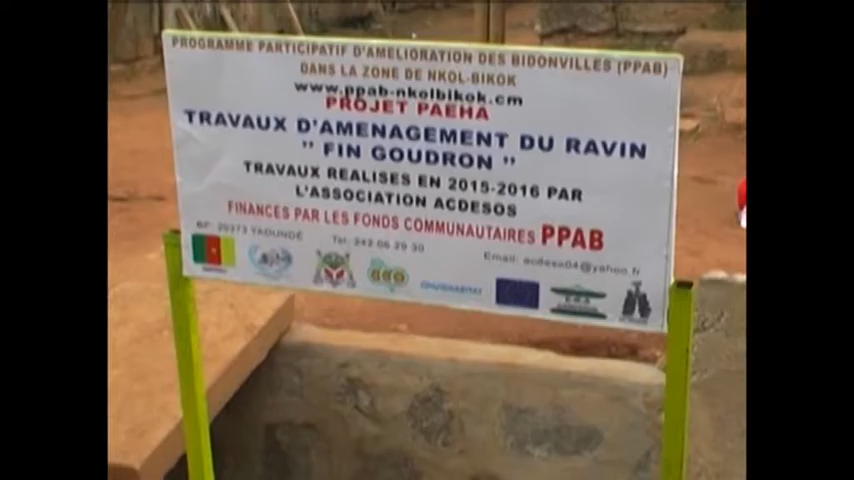 PROGRAMME PARTICIPATIF D'AMELIORATION DES BIDONVILLES (PPAB)
DANS LA ZONE DE NKOL-BIKOK
www.ppab-nkolbikok.cm
PROJET PAEHA
TRAVAUX D'AMENAGEMENT DU RAVIN
" FIN GOUDRON "
TRAVAUX REALISES EN 2015-2016 PAR
L'ASSOCIATION ACDESOS
FINANCES PAR LES FONDS COMMUNAUTAIRES PPAB
BP: 20373 YAOUNDE Tel.: 242 06 29 30 Email: acdesx04@yahoo.fr
ONUHABITAT